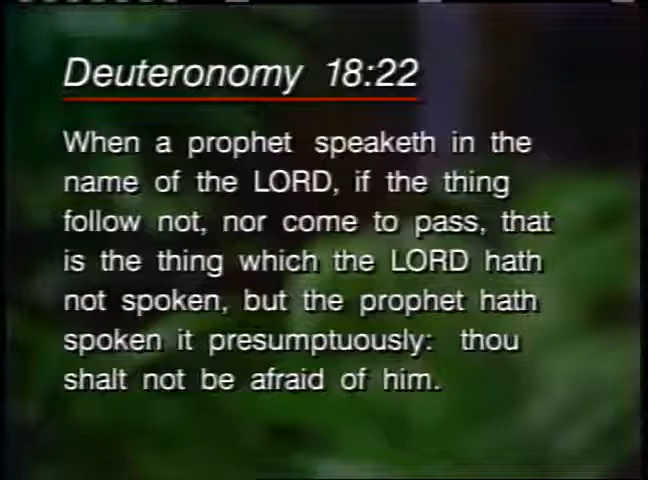 Deuteronomy 18:22
When a prophet speaketh in the
name of the LORD, if the thing
follow not, nor come to pass, that
is the thing which the LORD hath
not spoken, but the prophet hath
spoken it presumptuously: thou
shalt not be afraid of him.